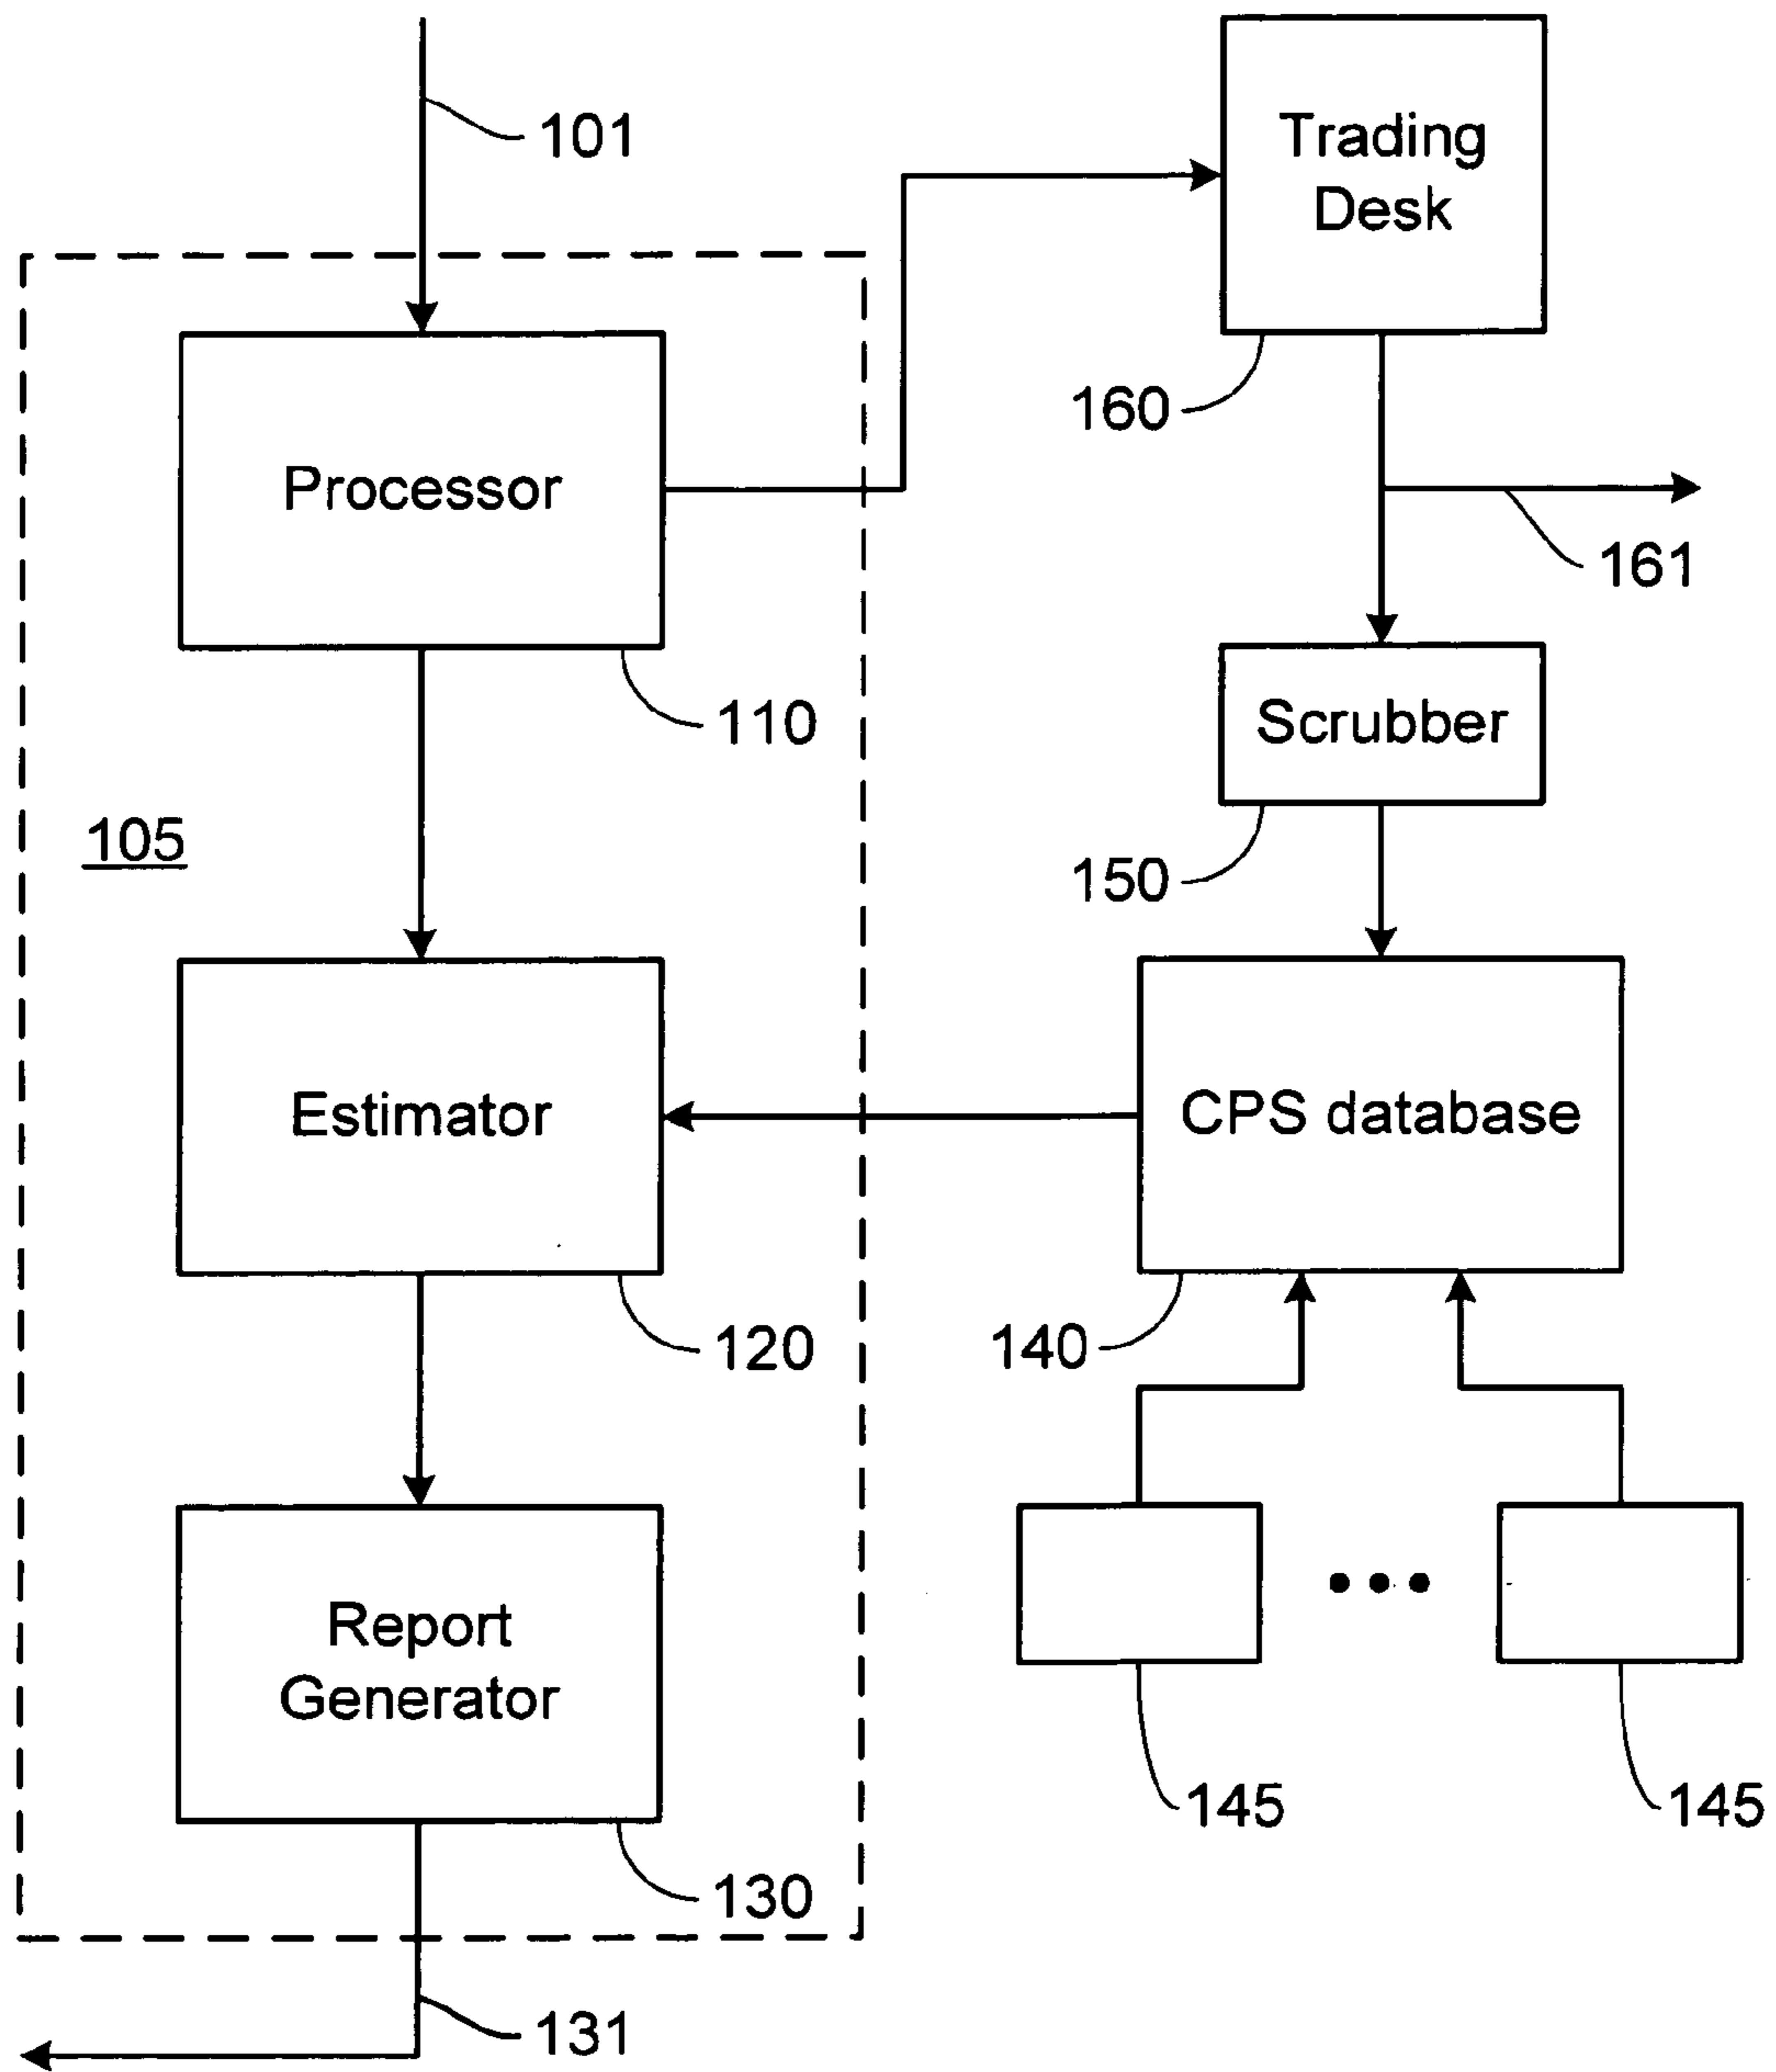 101
Trading
Desk
160
Processor
161
110
Scrubber
105
150
Estimator
CPS database
120
140
Report
Generator
145
145
130
131